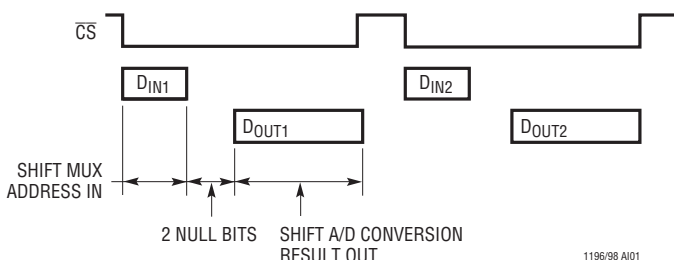 CS
DIN1
DIN2
DOUT1
DOUT2
SHIFT MUX
ADDRESS IN
2 NULL BITS
SHIFT A/D CONVERSION
RESULT OUT
1196/98 AI01